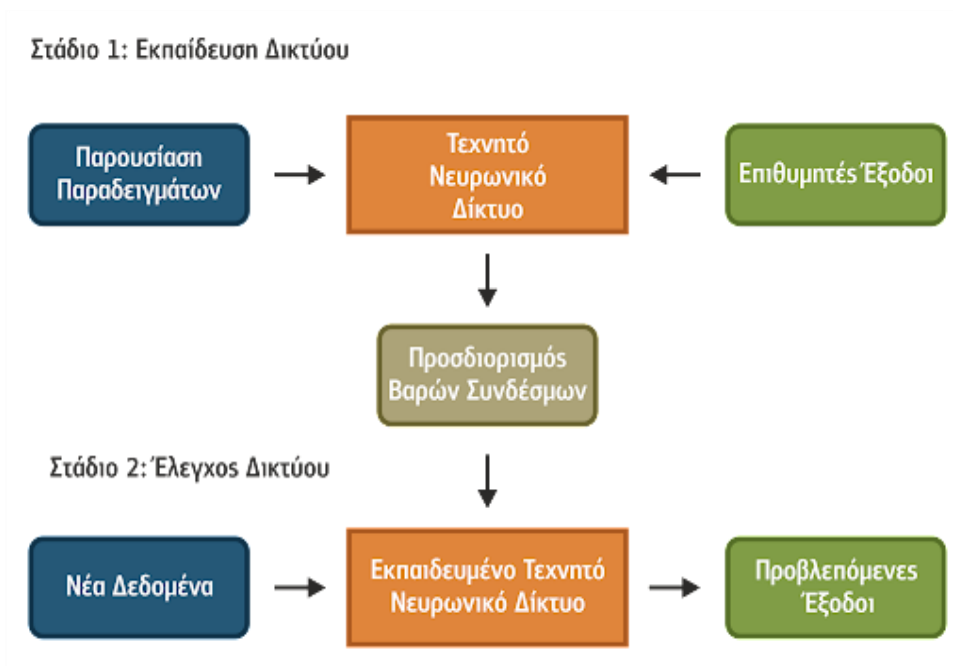 Στάδιο 1: Εκπαίδευση Δικτύου
Παρουσίαση
Παραδειγμάτων
Τεχνητό
Νευρωνικό
Δίκτυο
Επιθυμητές Έξοδοι
Προσδιορισμός
Βαρών Συνδέσμων
Στάδιο 2: Έλεγχος Δικτύου
Νέα Δεδομένα
Εκπαιδευμένο Τεχνητό
Νευρωνικό Δίκτυο
Προβλεπόμενες
Έξοδοι